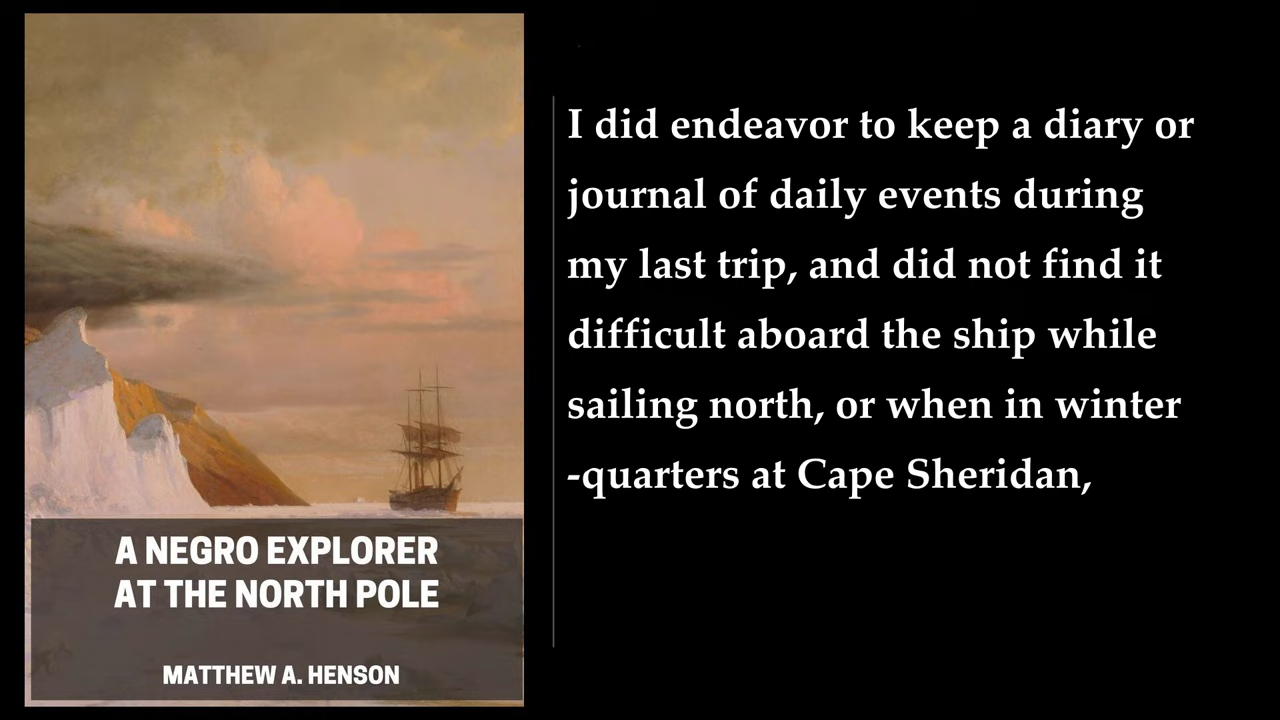 I did endeavor to keep a diary or
journal of daily events during
my last trip, and did not find it
difficult aboard the ship while
sailing north, or when in winter
-quarters at Cape Sheridan,
A NEGRO EXPLORER
AT THE NORTH POLE
MATTHEW A. HENSON